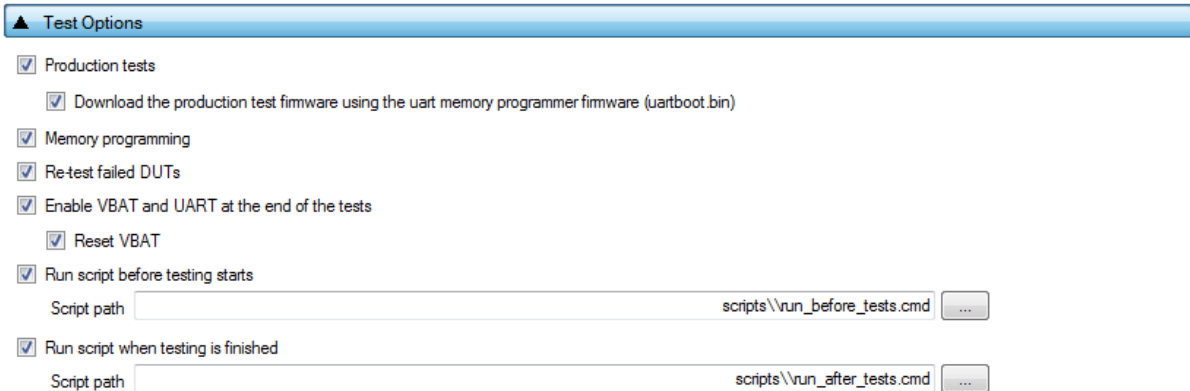 Test Options
Production tests
Download the production test firmware using the uart memory programmer firmware (uartboot.bin)
Memory programming
Re-test failed DUTs
Enable VBAT and UART at the end of the tests
Reset VBAT
Run script before testing starts
Script path scripts\\run_before_tests.cmd ...
Run script when testing is finished
Script path scripts\\run_after_tests.cmd ...